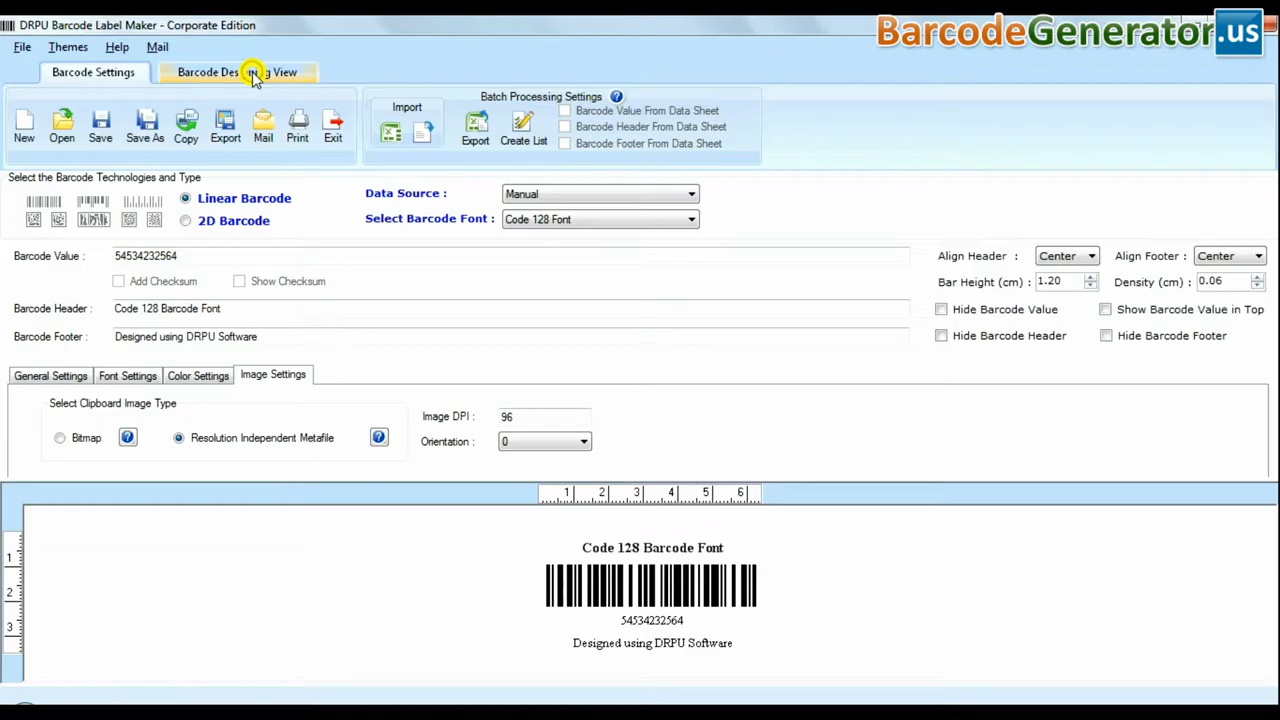 DRPU Barcode Label Maker - Corporate Edition
BarcodeGenerator.us
File Themes Help Mail
Barcode Settings Barcode Designing View
Import Batch Processing Settings ?
Barcode Value From Data Sheet
Barcode Header From Data Sheet
Barcode Footer From Data Sheet
New Open Save Save As Copy Export Mail Print Exit Export Create List
Select the Barcode Technologies and Type
Linear Barcode Data Source : Manual
2D Barcode Select Barcode Font : Code 128 Font
Barcode Value : 54534232564 Align Header : Center Align Footer : Center
Add Checksum Show Checksum Bar Height (cm) : 1.20 Density (cm) : 0.06
Barcode Header : Code 128 Barcode Font Hide Barcode Value Show Barcode Value in Top
Barcode Footer : Designed using DRPU Software Hide Barcode Header Hide Barcode Footer
General Settings Font Settings Color Settings Image Settings
Select Clipboard Image Type
Bitmap ? Resolution Independent Metafile ?
Image DPI : 96
Orientation : 0
1 2 3 4 5 6
1
2
3
Code 128 Barcode Font
54534232564
Designed using DRPU Software